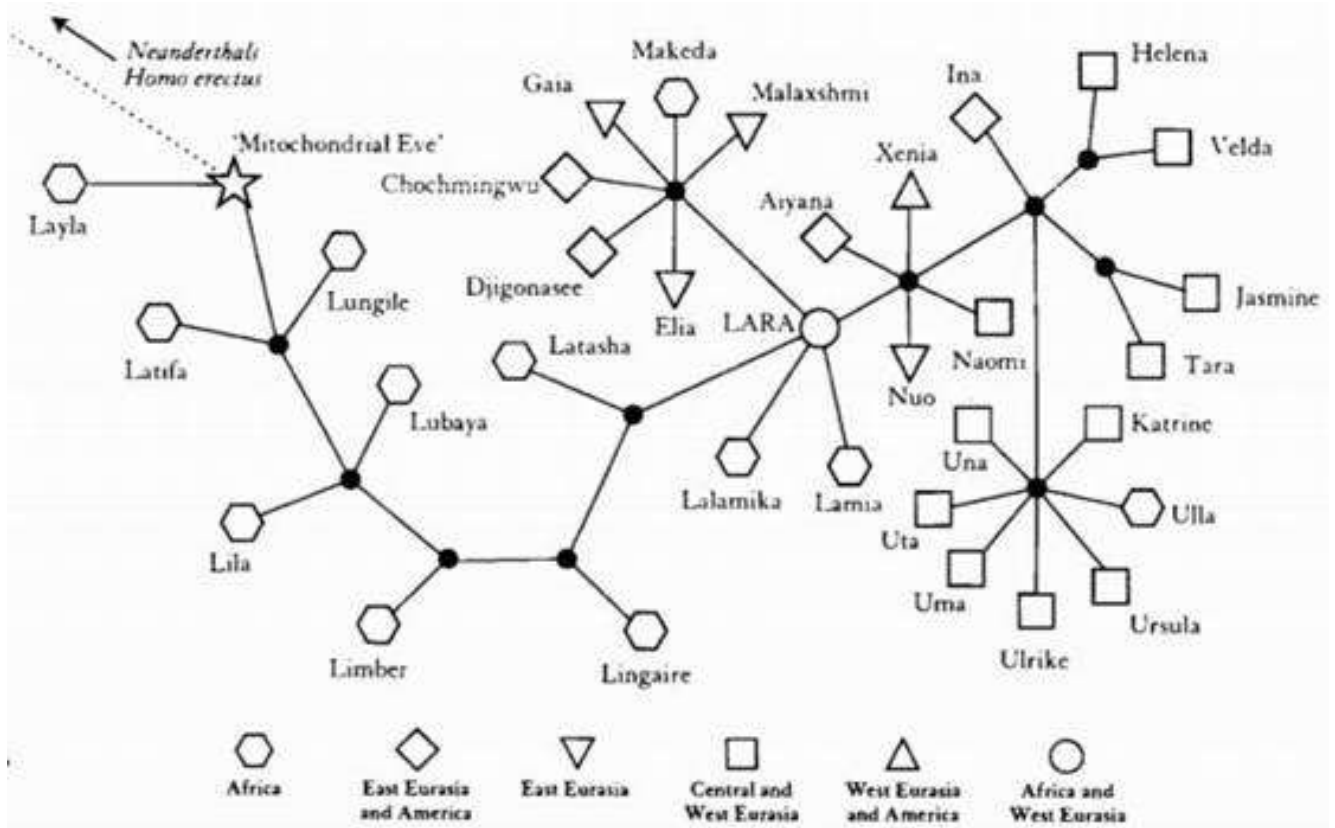 Neanderthals
Homo erectus
'Mitochondrial Eve'
Layla
Lungile
Latifa
Lubaya
Lila
Limber
Lingaire
Latasha
Makeda
Gaia
Malaxshmi
Chochmingwu
Djigonasee
Elia
LARA
Lalamika
Lamia
Xenia
Aiyana
Naomi
Nuo
Ina
Helena
Velda
Jasmine
Tara
Una
Katrine
Uta
Ulla
Uma
Ursula
Ulrike
Africa
East Eurasia
and America
East Eurasia
Central and
West Eurasia
West Eurasia
and America
Africa and
West Eurasia